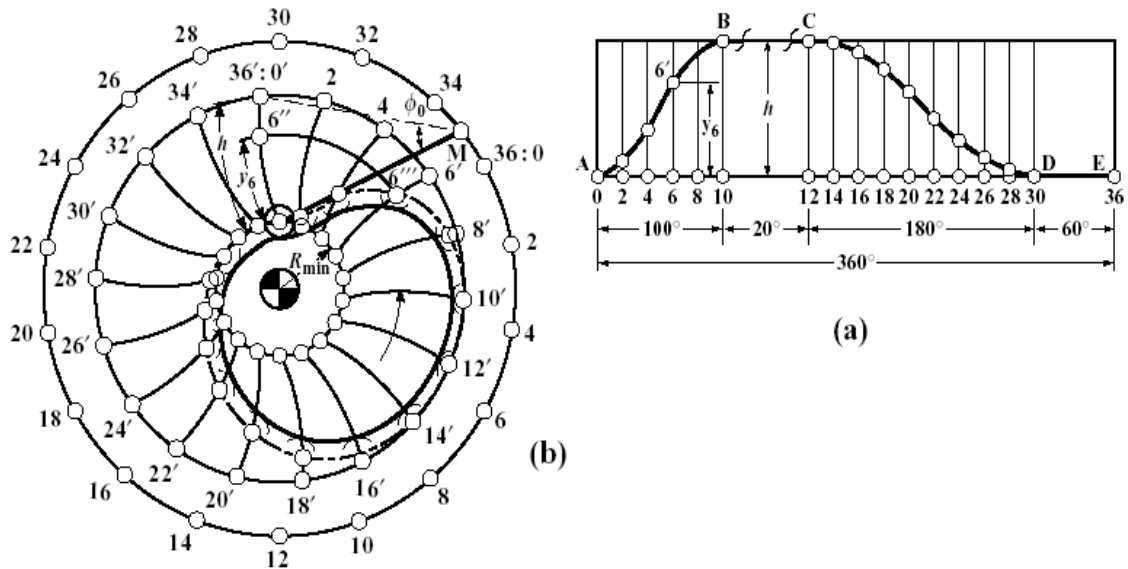 30
28
32
26
34
36′:0′
2
4
ϕ₀
34′
6″
M
36:0
h
y₆
6‴
6′
24
32′
2
30′
8′
22
R_min
28′
10′
4
20
26′
12′
18
24′
14′
6
22′
16′
16
20′
18′
8
14
12
10
(b)
B
C
6′
y₆
h
A
D
E
0 2 4 6 8 10 12 14 16 18 20 22 24 26 28 30 36
100° 20° 180° 60°
360°
(a)